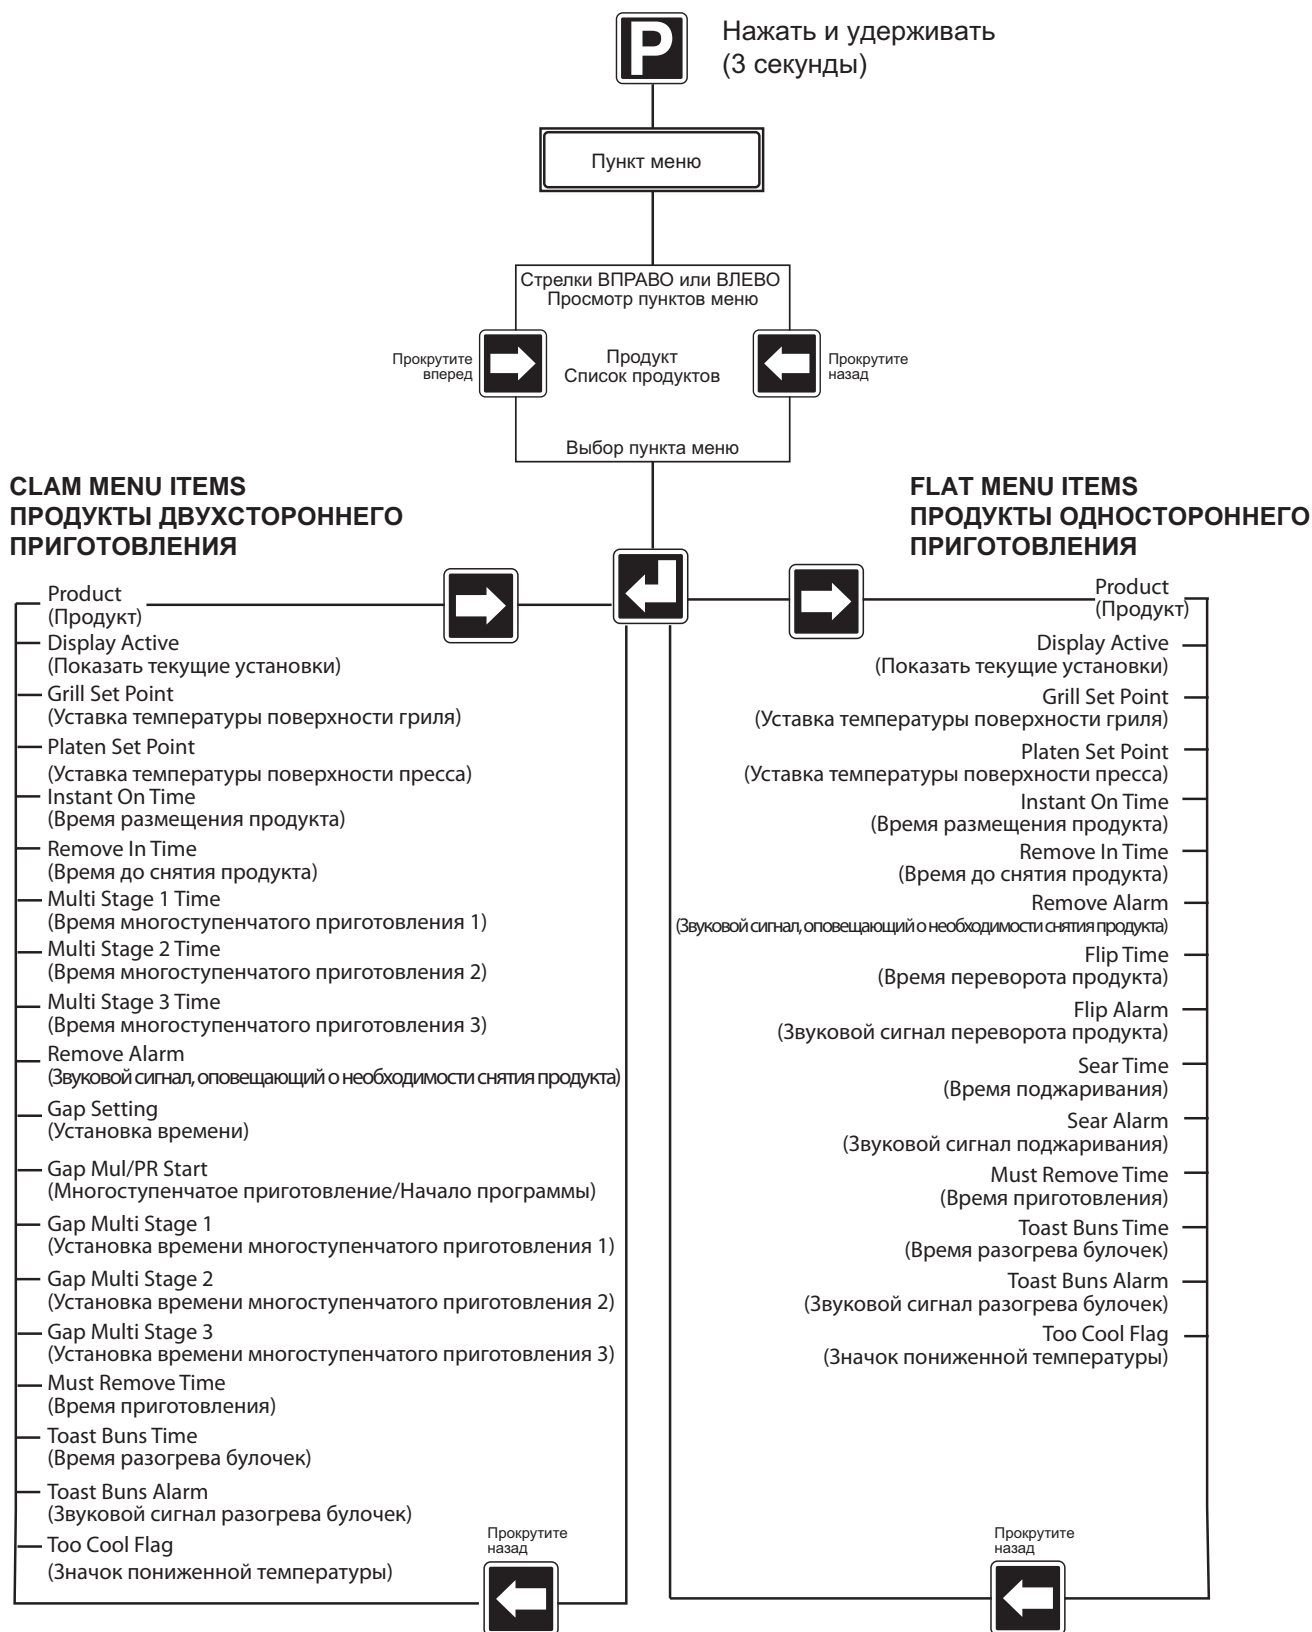 P
Нажать и удерживать
(3 секунды)
Пункт меню
Стрелки ВПРАВО или ВЛЕВО
Просмотр пунктов меню
Прокрутите
вперед
Продукт
Список продуктов
Прокрутите
назад
Выбор пункта меню
CLAM MENU ITEMS
ПРОДУКТЫ ДВУХСТОРОННЕГО
ПРИГОТОВЛЕНИЯ
Product
(Продукт)
Display Active
(Показать текущие установки)
Grill Set Point
(Уставка температуры поверхности гриля)
Platen Set Point
(Уставка температуры поверхности пресса)
Instant On Time
(Время размещения продукта)
Remove In Time
(Время до снятия продукта)
Multi Stage 1 Time
(Время многоступенчатого приготовления 1)
Multi Stage 2 Time
(Время многоступенчатого приготовления 2)
Multi Stage 3 Time
(Время многоступенчатого приготовления 3)
Remove Alarm
(Звуковой сигнал, оповещающий о необходимости снятия продукта)
Gap Setting
(Установка времени)
Gap Mul/PR Start
(Многоступенчатое приготовление/Начало программы)
Gap Multi Stage 1
(Установка времени многоступенчатого приготовления 1)
Gap Multi Stage 2
(Установка времени многоступенчатого приготовления 2)
Gap Multi Stage 3
(Установка времени многоступенчатого приготовления 3)
Must Remove Time
(Время приготовления)
Toast Buns Time
(Время разогрева булочек)
Toast Buns Alarm
(Звуковой сигнал разогрева булочек)
Too Cool Flag
(Значок пониженной температуры)
Прокрутите
назад
FLAT MENU ITEMS
ПРОДУКТЫ ОДНОСТОРОННЕГО
ПРИГОТОВЛЕНИЯ
Product
(Продукт)
Display Active
(Показать текущие установки)
Grill Set Point
(Уставка температуры поверхности гриля)
Platen Set Point
(Уставка температуры поверхности пресса)
Instant On Time
(Время размещения продукта)
Remove In Time
(Время до снятия продукта)
Remove Alarm
(Звуковой сигнал, оповещающий о необходимости снятия продукта)
Flip Time
(Время переворота продукта)
Flip Alarm
(Звуковой сигнал переворота продукта)
Sear Time
(Время поджаривания)
Sear Alarm
(Звуковой сигнал поджаривания)
Must Remove Time
(Время приготовления)
Toast Buns Time
(Время разогрева булочек)
Toast Buns Alarm
(Звуковой сигнал разогрева булочек)
Too Cool Flag
(Значок пониженной температуры)
Прокрутите
назад